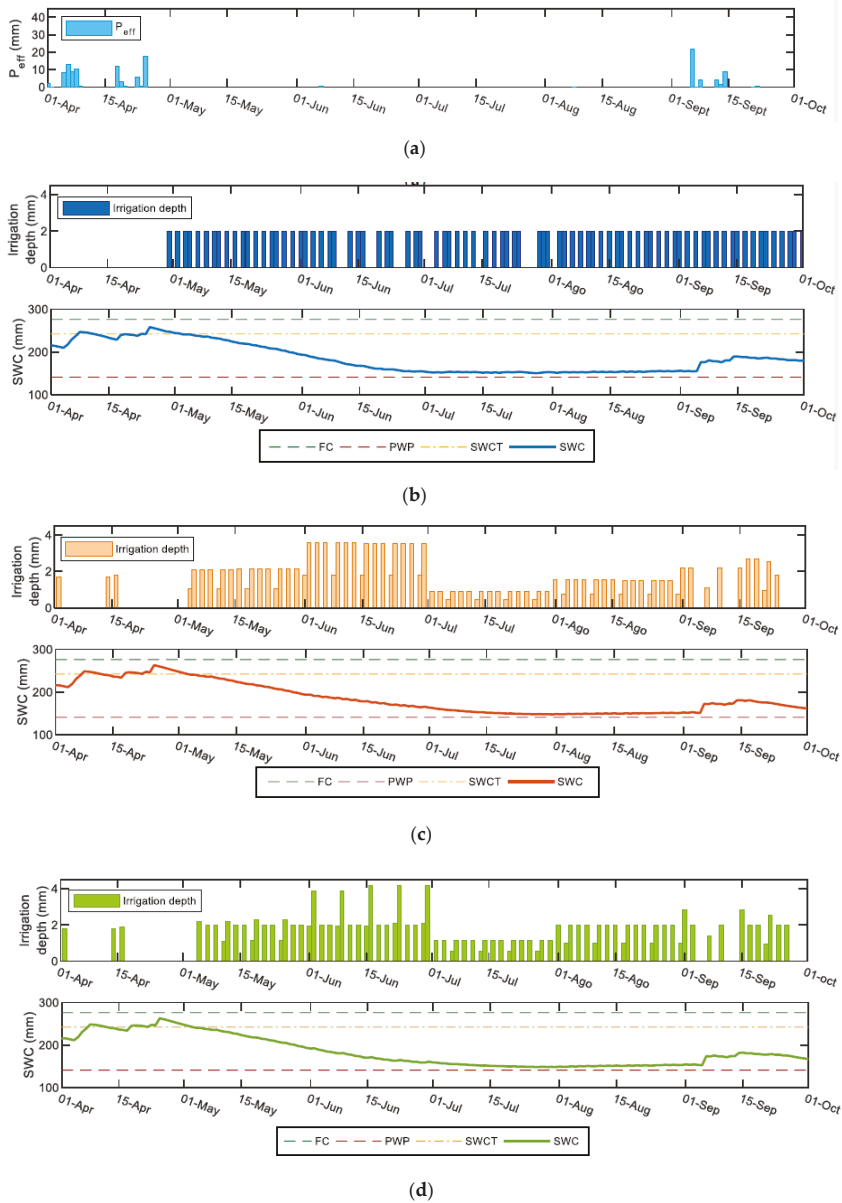 40
30
20
10
0
P_eff (mm)
P_eff
01-Apr 15-Apr 01-May 15-May 01-Jun 15-Jun 01-Jul 15-Jul 01-Aug 15-Aug 01-Sept 15-Sept 01-Oct
(a)
4
2
0
Irrigation
depth (mm)
Irrigation depth
01-Apr 15-Apr 01-May 15-May 01-Jun 15-Jun 01-Jul 15-Jul 01-Ago 15-Ago 01-Sep 15-Sep 01-Oct
300
200
100
SWC (mm)
01-Apr 15-Apr 01-May 15-May 01-Jun 15-Jun 01-Jul 15-Jul 01-Aug 15-Aug 01-Sep 15-Sep 01-Oct
FC PWP SWCT SWC
(b)
4
2
0
Irrigation
depth (mm)
Irrigation depth
01-Apr 15-Apr 01-May 15-May 01-Jun 15-Jun 01-Jul 15-Jul 01-Ago 15-Ago 01-Sep 15-Sep 01-Oct
300
200
100
SWC (mm)
01-Apr 15-Apr 01-May 15-May 01-Jun 15-Jun 01-Jul 15-Jul 01-Aug 15-Aug 01-Sep 15-Sep 01-Oct
FC PWP SWCT SWC
(c)
4
2
0
Irrigation
depth (mm)
Irrigation depth
01-Apr 15-Apr 01-May 15-May 01-Jun 15-Jun 01-Jul 15-Jul 01-Ago 15-Ago 01-Sep 15-Sep 01-oct
300
200
100
SWC (mm)
01-Apr 15-Apr 01-May 15-May 01-Jun 15-Jun 01-Jul 15-Jul 01-Aug 15-Aug 01-Sep 15-Sep 01-Oct
FC PWP SWCT SWC
(d)